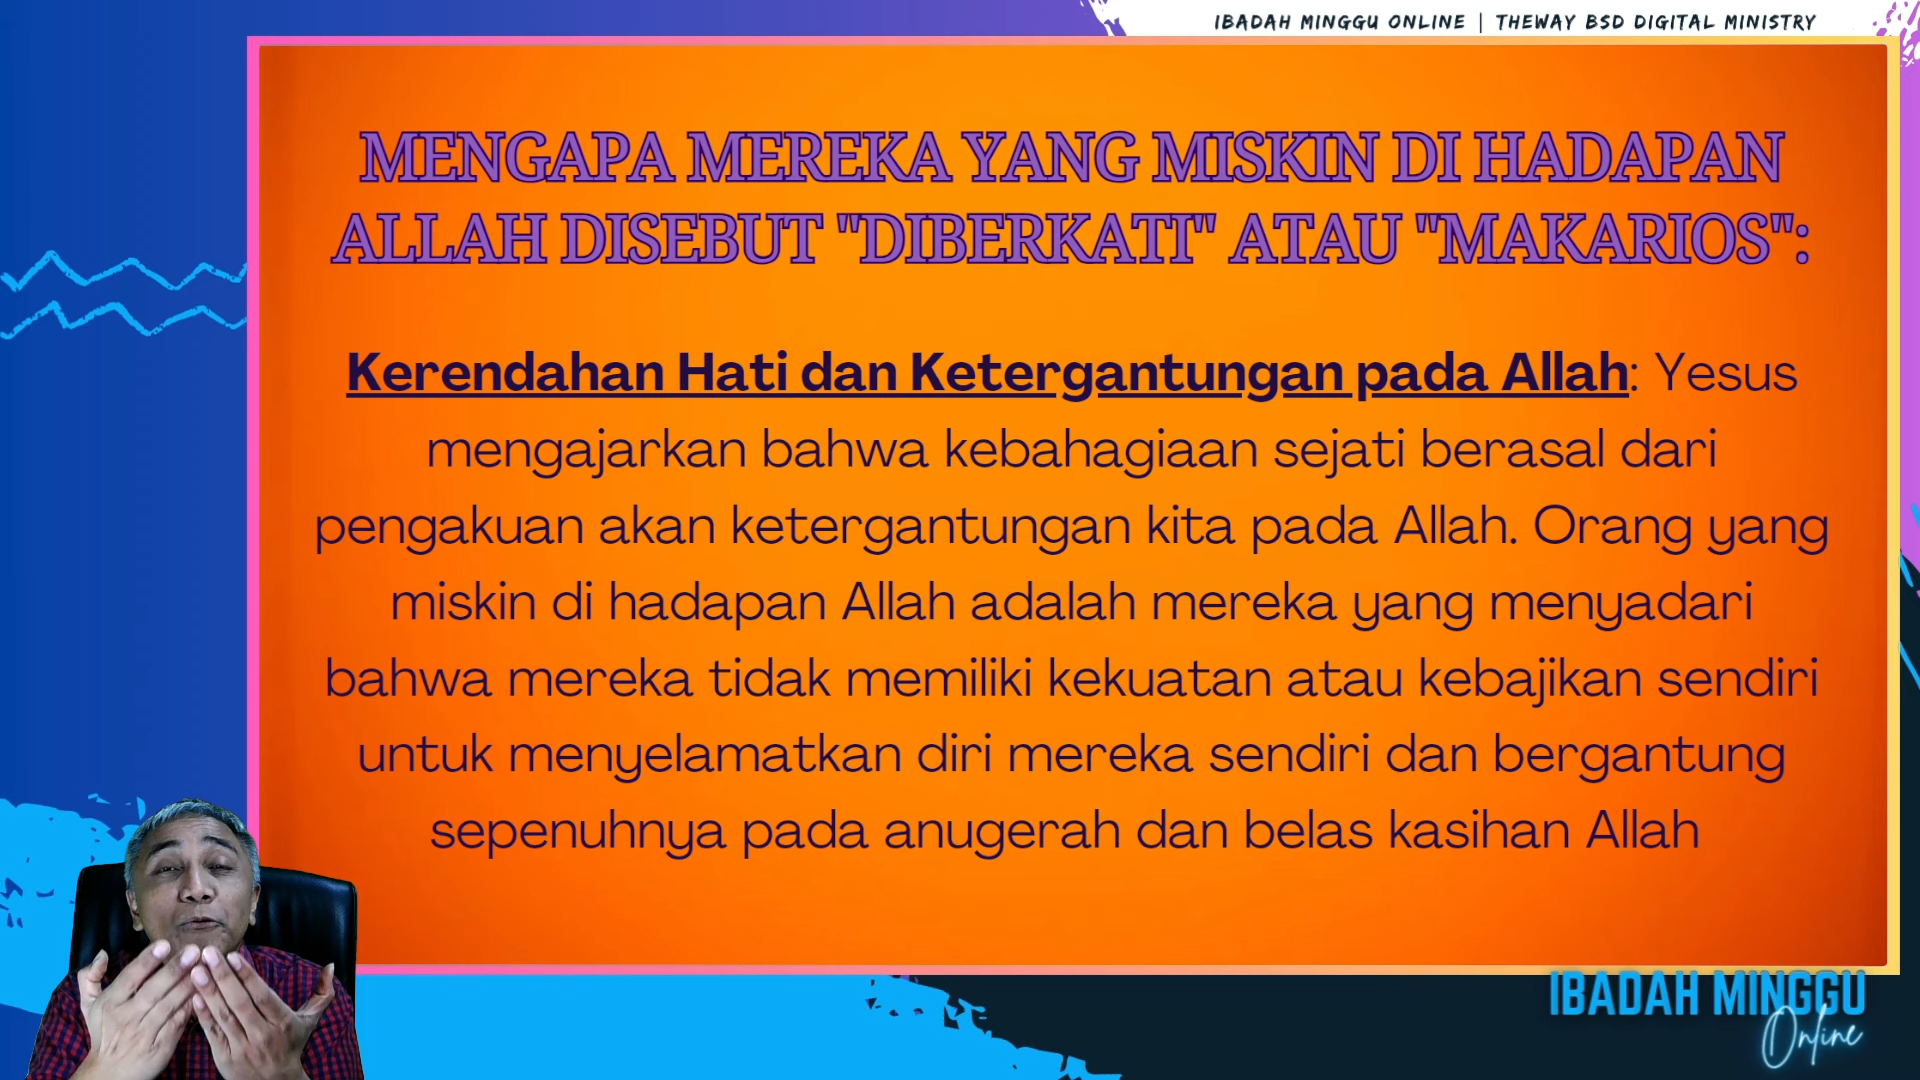 IBADAH MINGGU ONLINE | THEWAY BSD DIGITAL MINISTRY
MENGAPA MEREKA YANG MISKIN DI HADAPAN
ALLAH DISEBUT "DIBERKATI" ATAU "MAKARIOS":
Kerendahan Hati dan Ketergantungan pada Allah: Yesus
mengajarkan bahwa kebahagiaan sejati berasal dari
pengakuan akan ketergantungan kita pada Allah. Orang yang
miskin di hadapan Allah adalah mereka yang menyadari
bahwa mereka tidak memiliki kekuatan atau kebajikan sendiri
untuk menyelamatkan diri mereka sendiri dan bergantung
sepenuhnya pada anugerah dan belas kasihan Allah
IBADAH MINGGU
Online